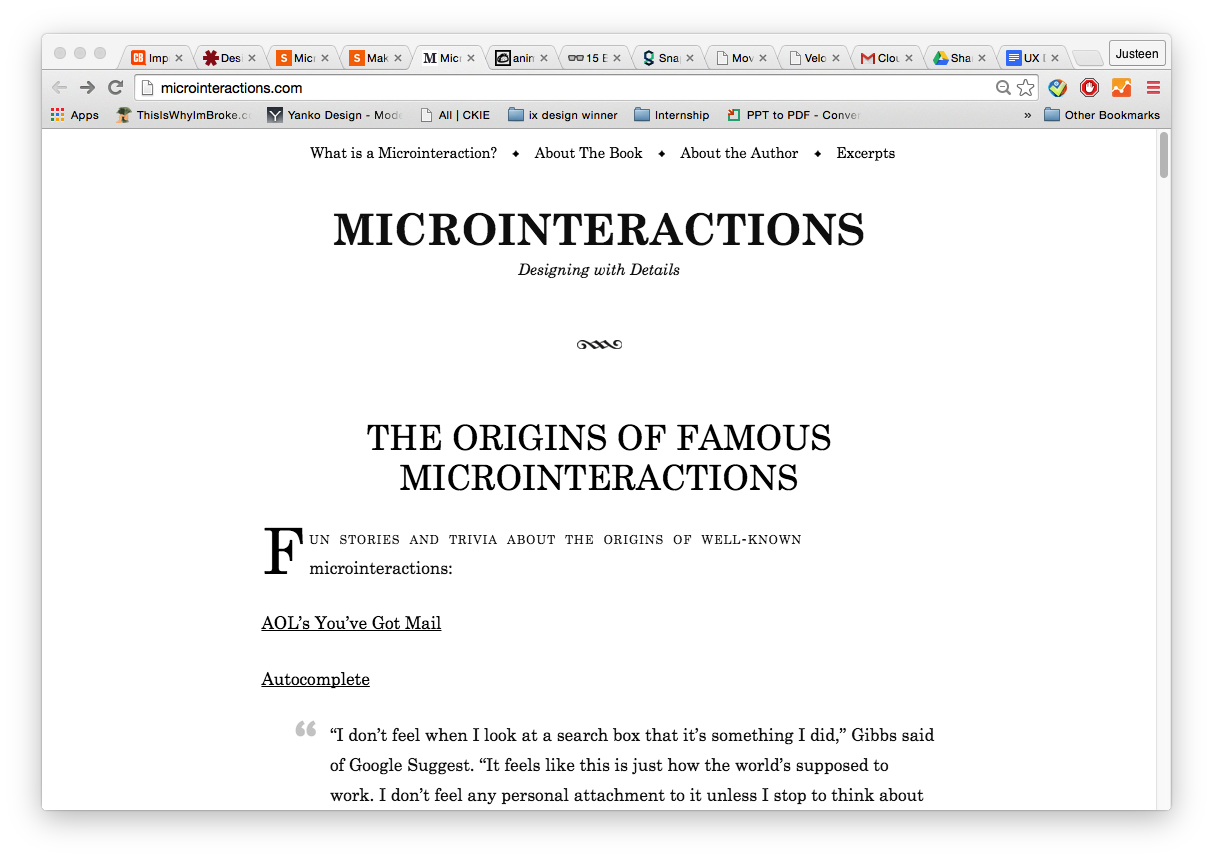 Imp Des Micr Mak Micr anin 15 E Sna Mov Velo Clou Shar UX Justeen
microinteractions.com
Apps ThisIsWhyImBroke.c Yanko Design - Mod All | CKIE ix design winner Internship PPT to PDF - Conver » Other Bookmarks
What is a Microinteraction? ⬥ About The Book ⬥ About the Author ⬥ Excerpts
MICROINTERACTIONS
Designing with Details
THE ORIGINS OF FAMOUS
MICROINTERACTIONS
FUN STORIES AND TRIVIA ABOUT THE ORIGINS OF WELL-KNOWN
microinteractions:
AOL’s You’ve Got Mail
Autocomplete
“I don’t feel when I look at a search box that it’s something I did,” Gibbs said
of Google Suggest. “It feels like this is just how the world’s supposed to
work. I don’t feel any personal attachment to it unless I stop to think about